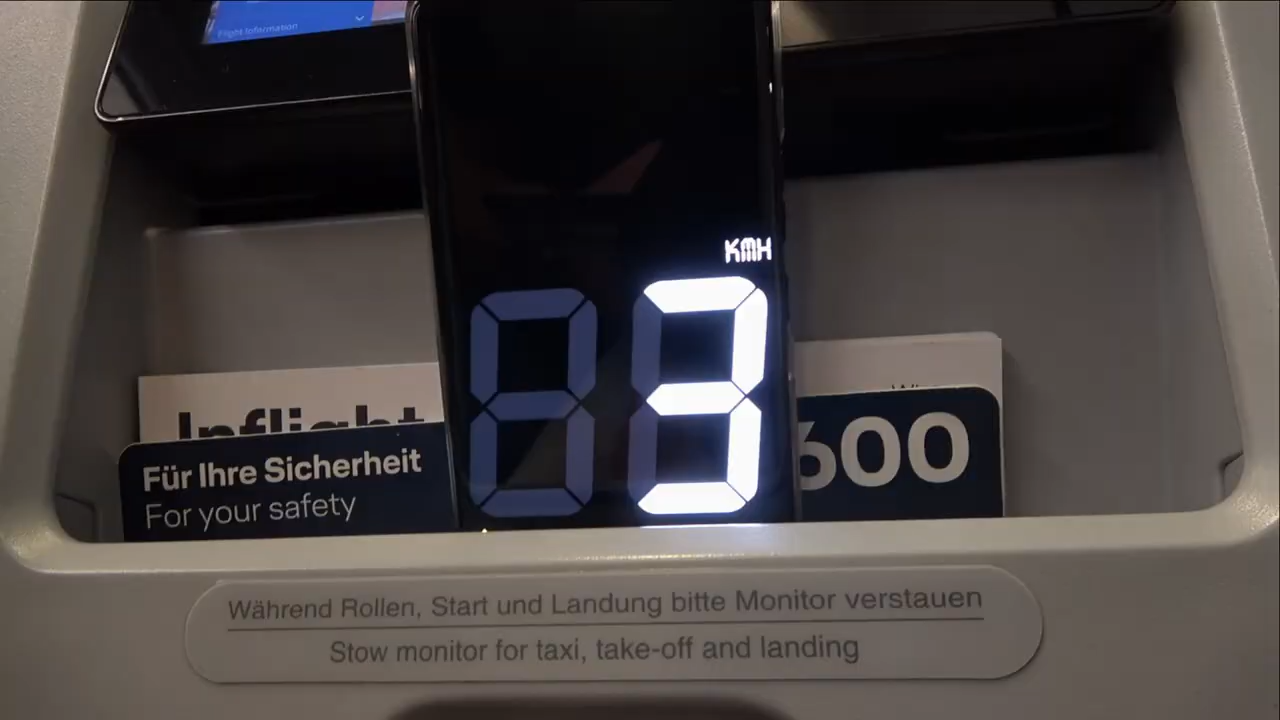 Flight Information
KMH
3
Inflight
Für Ihre Sicherheit
For your safety
600
Während Rollen, Start und Landung bitte Monitor verstauen
Stow monitor for taxi, take-off and landing